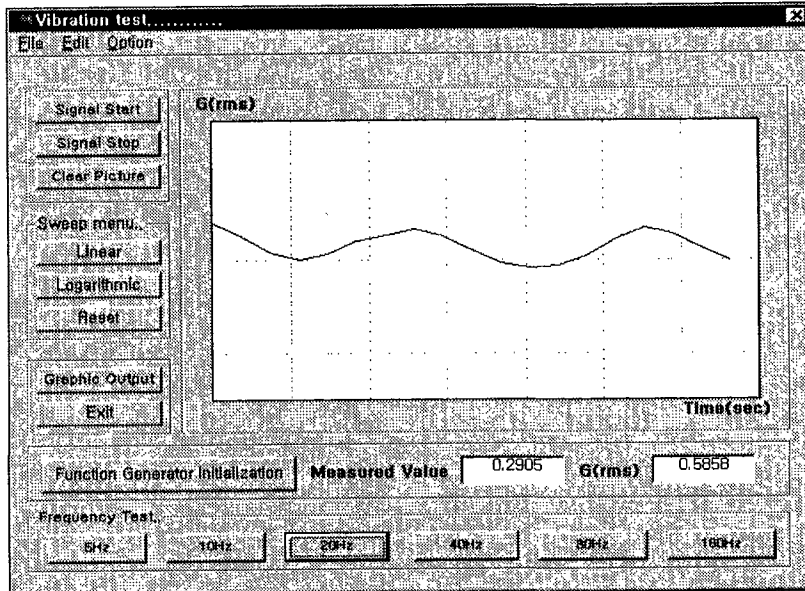 Vibration test............
File Edit Option
Signal Start
Signal Stop
Clear Picture
Sweep menu..
Linear
Logarithmic
Reset
Graphic Output
Exit
G(rms)
Time(sec)
Function Generator Initialization
Measured Value 0.2905 G(rms) 0.5858
Frequency Test..
5Hz 10Hz 20Hz 40Hz 80Hz 160Hz